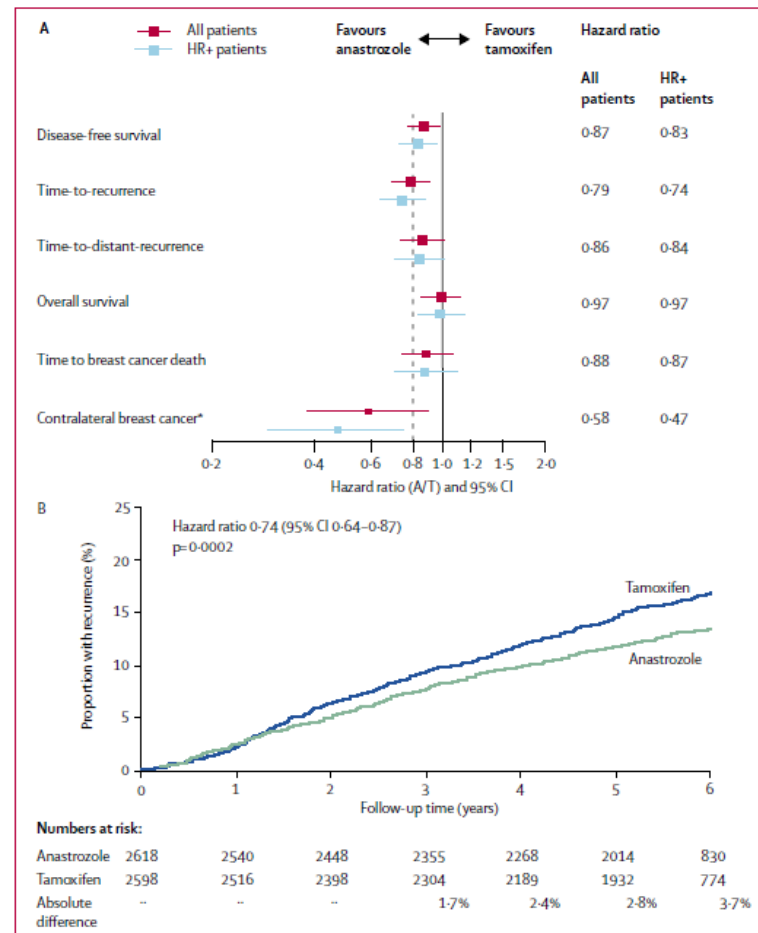 A
All patients
HR+ patients
Favours anastrozole
Favours tamoxifen
Hazard ratio
All patients
HR+ patients
Disease-free survival 0·87 0·83
Time-to-recurrence 0·79 0·74
Time-to-distant-recurrence 0·86 0·84
Overall survival 0·97 0·97
Time to breast cancer death 0·88 0·87
Contralateral breast cancer* 0·58 0·47
0·2 0·4 0·6 0·8 1·0 1·2 1·5 2·0
Hazard ratio (A/T) and 95% CI
B
Hazard ratio 0·74 (95% CI 0·64–0·87)
p=0·0002
Proportion with recurrence (%)
25
20
15
10
5
0
Tamoxifen
Anastrozole
0 1 2 3 4 5 6
Follow-up time (years)
Numbers at risk:
Anastrozole 2618 2540 2448 2355 2268 2014 830
Tamoxifen 2598 2516 2398 2304 2189 1932 774
Absolute difference ·· ·· ·· 1·7% 2·4% 2·8% 3·7%